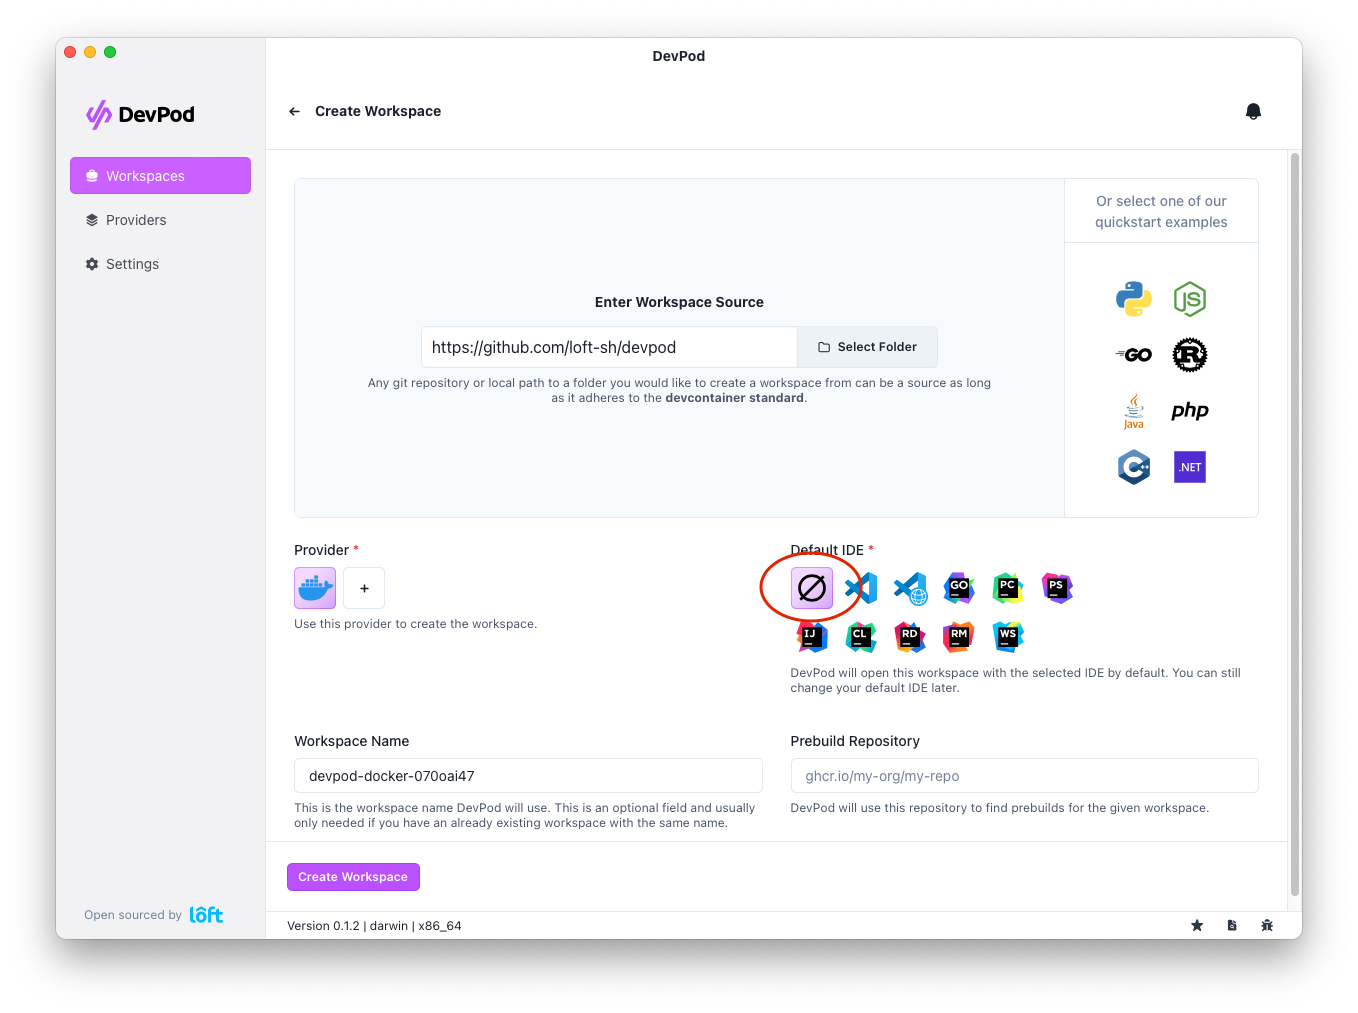 DevPod
DevPod
Create Workspace
Workspaces
Providers
Settings
Or select one of our
quickstart examples
Enter Workspace Source
https://github.com/loft-sh/devpod
Select Folder
Any git repository or local path to a folder you would like to create a workspace from can be a source as long
as it adheres to the devcontainer standard.
JS
GO
R
Java
php
C++
.NET
Provider *
Default IDE *
+
GO
PC
PS
Use this provider to create the workspace.
IJ
CL
RD
RM
WS
DevPod will open this workspace with the selected IDE by default. You can still
change your default IDE later.
Workspace Name
Prebuild Repository
devpod-docker-070oai47
ghcr.io/my-org/my-repo
This is the workspace name DevPod will use. This is an optional field and usually
only needed if you have an already existing workspace with the same name.
DevPod will use this repository to find prebuilds for the given workspace.
Create Workspace
Open sourced by loft
Version 0.1.2 | darwin | x86_64